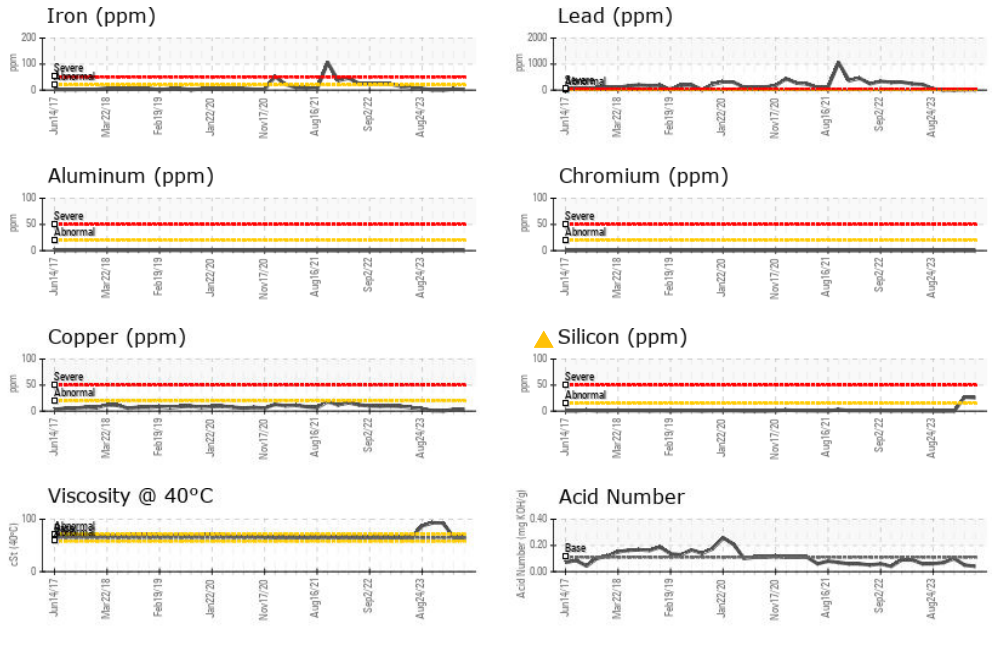 Iron (ppm)
200
100
0
ppm
Severe
Abnormal
Jun14/17
Mar22/18
Feb19/19
Jan22/20
Nov17/20
Aug16/21
Sep2/22
Aug24/23
Lead (ppm)
2000
1000
0
ppm
Severe
Abnormal
Jun14/17
Mar22/18
Feb19/19
Jan22/20
Nov17/20
Aug16/21
Sep2/22
Aug24/23
Aluminum (ppm)
100
50
0
ppm
Severe
Abnormal
Jun14/17
Mar22/18
Feb19/19
Jan22/20
Nov17/20
Aug16/21
Sep2/22
Aug24/23
Chromium (ppm)
100
50
0
ppm
Severe
Abnormal
Jun14/17
Mar22/18
Feb19/19
Jan22/20
Nov17/20
Aug16/21
Sep2/22
Aug24/23
Copper (ppm)
100
50
0
ppm
Severe
Abnormal
Jun14/17
Mar22/18
Feb19/19
Jan22/20
Nov17/20
Aug16/21
Sep2/22
Aug24/23
Silicon (ppm)
100
50
0
ppm
Severe
Abnormal
Jun14/17
Mar22/18
Feb19/19
Jan22/20
Nov17/20
Aug16/21
Sep2/22
Aug24/23
Viscosity @ 40°C
100
0
cSt (40°C)
Abnormal
Jun14/17
Mar22/18
Feb19/19
Jan22/20
Nov17/20
Aug16/21
Sep2/22
Aug24/23
Acid Number
0.40
0.20
0.00
Acid Number (mg KOH/g)
Base
Jun14/17
Mar22/18
Feb19/19
Jan22/20
Nov17/20
Aug16/21
Sep2/22
Aug24/23